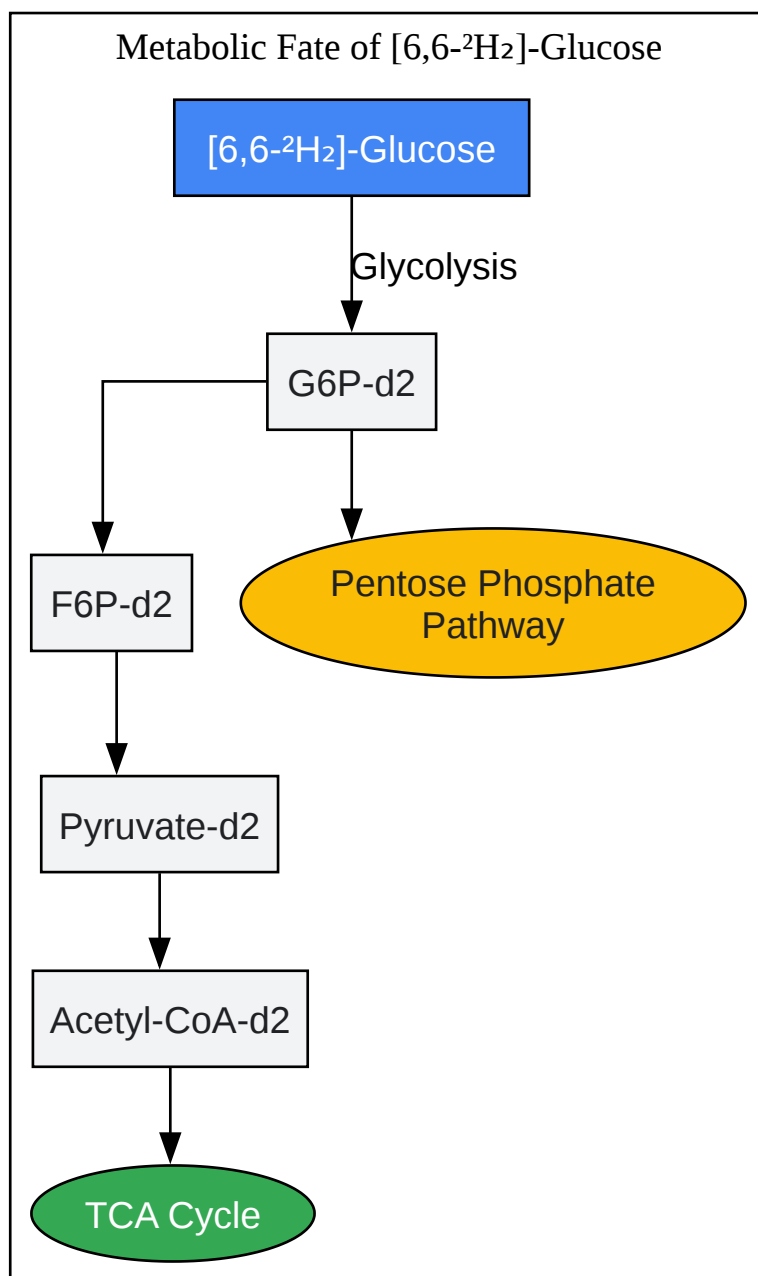 Metabolic Fate of [6,6-²H₂]-Glucose
[6,6-²H₂]-Glucose
Glycolysis
G6P-d2
F6P-d2
Pentose Phosphate
Pathway
Pyruvate-d2
Acetyl-CoA-d2
TCA Cycle